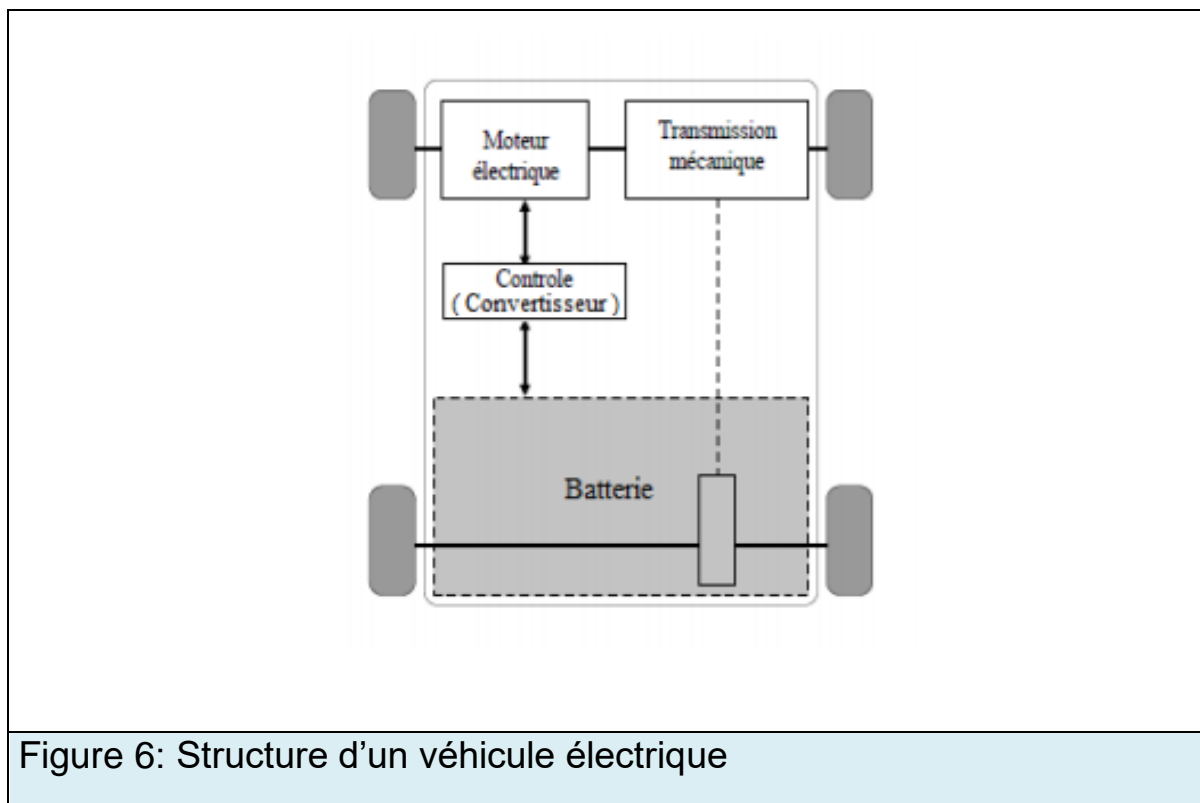 Moteur
électrique
Transmission
mécanique
Controle
( Convertisseur )
Batterie
Figure 6: Structure d'un véhicule électrique